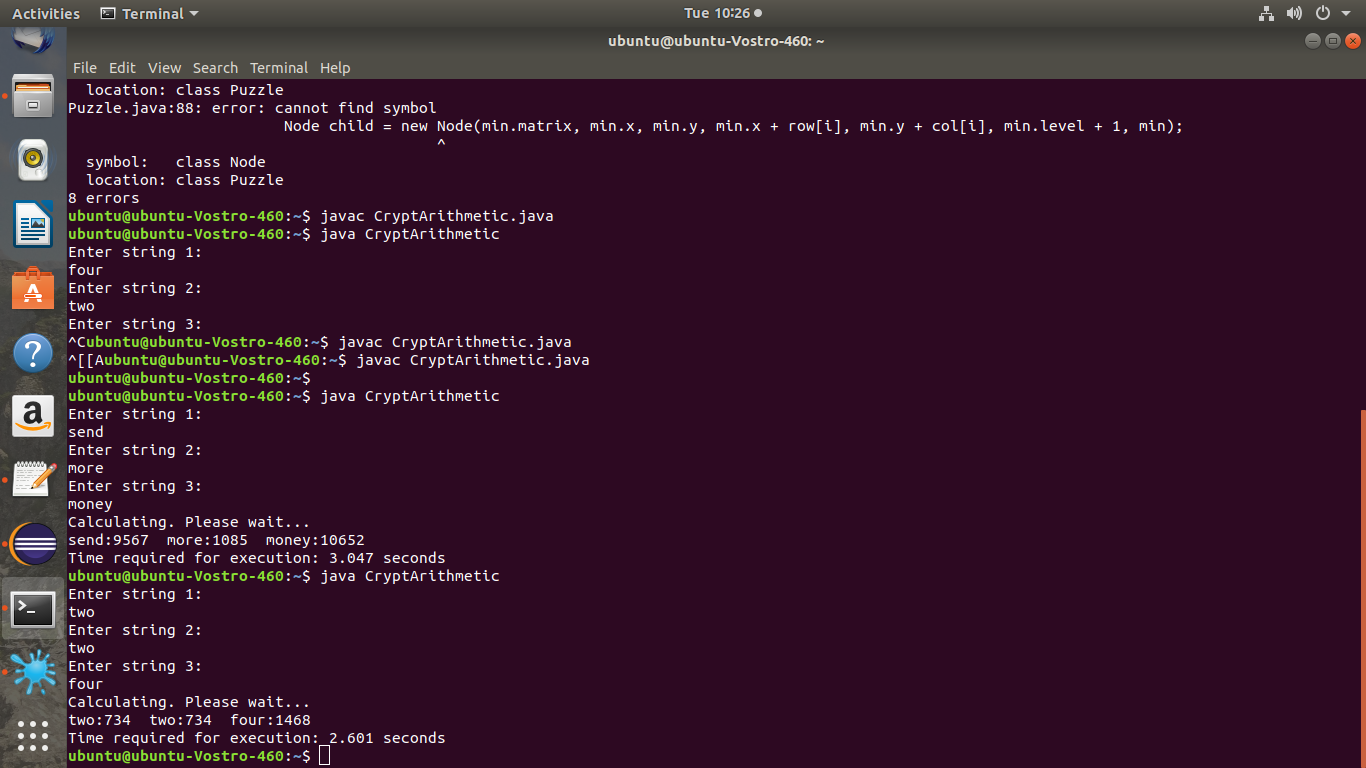 Activities Terminal Tue 10:26
ubuntu@ubuntu-Vostro-460: ~
File Edit View Search Terminal Help
  location: class Puzzle
Puzzle.java:88: error: cannot find symbol
                        Node child = new Node(min.matrix, min.x, min.y, min.x + row[i], min.y + col[i], min.level + 1, min);
                                         ^
  symbol:   class Node
  location: class Puzzle
8 errors
ubuntu@ubuntu-Vostro-460:~$ javac CryptArithmetic.java
ubuntu@ubuntu-Vostro-460:~$ java CryptArithmetic
Enter string 1:
four
Enter string 2:
two
Enter string 3:
^Cubuntu@ubuntu-Vostro-460:~$ javac CryptArithmetic.java
^[[Aubuntu@ubuntu-Vostro-460:~$ javac CryptArithmetic.java
ubuntu@ubuntu-Vostro-460:~$
ubuntu@ubuntu-Vostro-460:~$ java CryptArithmetic
Enter string 1:
send
Enter string 2:
more
Enter string 3:
money
Calculating. Please wait...
send:9567  more:1085  money:10652
Time required for execution: 3.047 seconds
ubuntu@ubuntu-Vostro-460:~$ java CryptArithmetic
Enter string 1:
two
Enter string 2:
two
Enter string 3:
four
Calculating. Please wait...
two:734  two:734  four:1468
Time required for execution: 2.601 seconds
ubuntu@ubuntu-Vostro-460:~$